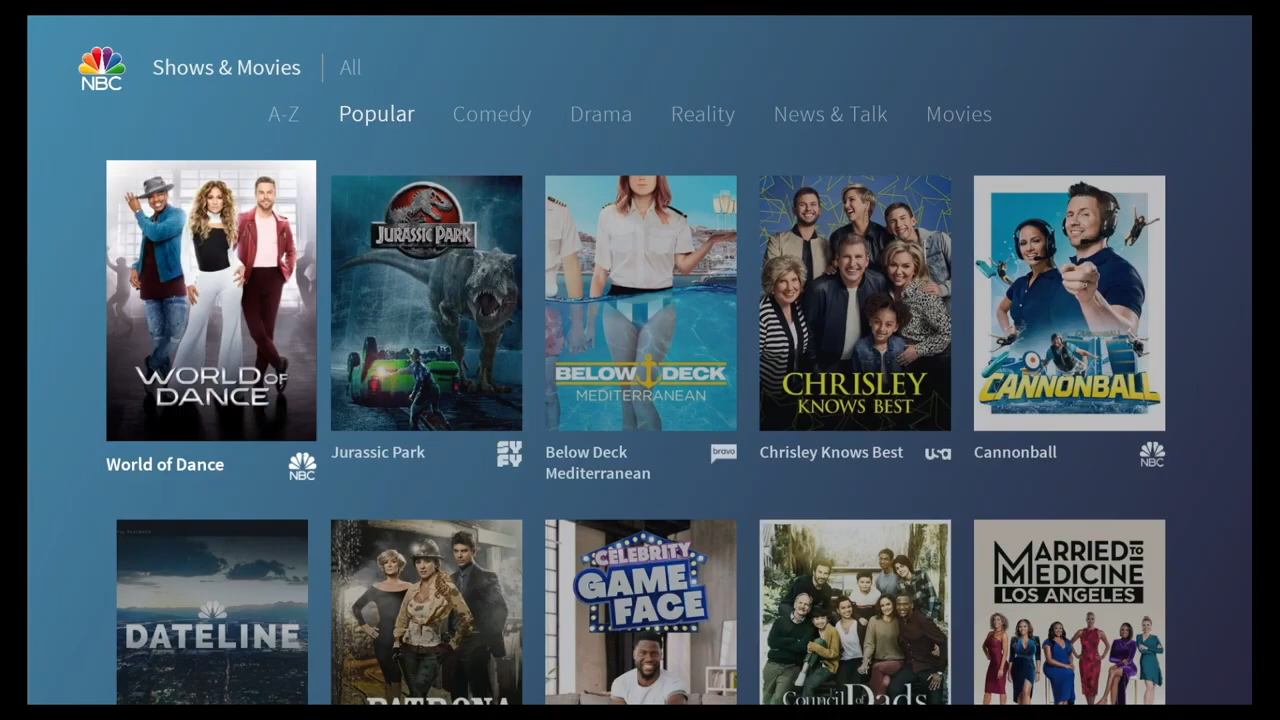 NBC
Shows & Movies | All
A-Z Popular Comedy Drama Reality News & Talk Movies
WORLD OF
DANCE
JURASSIC PARK
BELOW DECK
MEDITERRANEAN
CHRISLEY
KNOWS BEST
CANNONBALL
CANNONBALL
World of Dance
NBC
Jurassic Park
SYFY
Below Deck
Mediterranean
bravo
Chrisley Knows Best
usa
Cannonball
NBC
DATELINE
PATRONA
CELEBRITY
GAME
FACE
Council of Dads
MARRIED TO
MEDICINE
LOS ANGELES